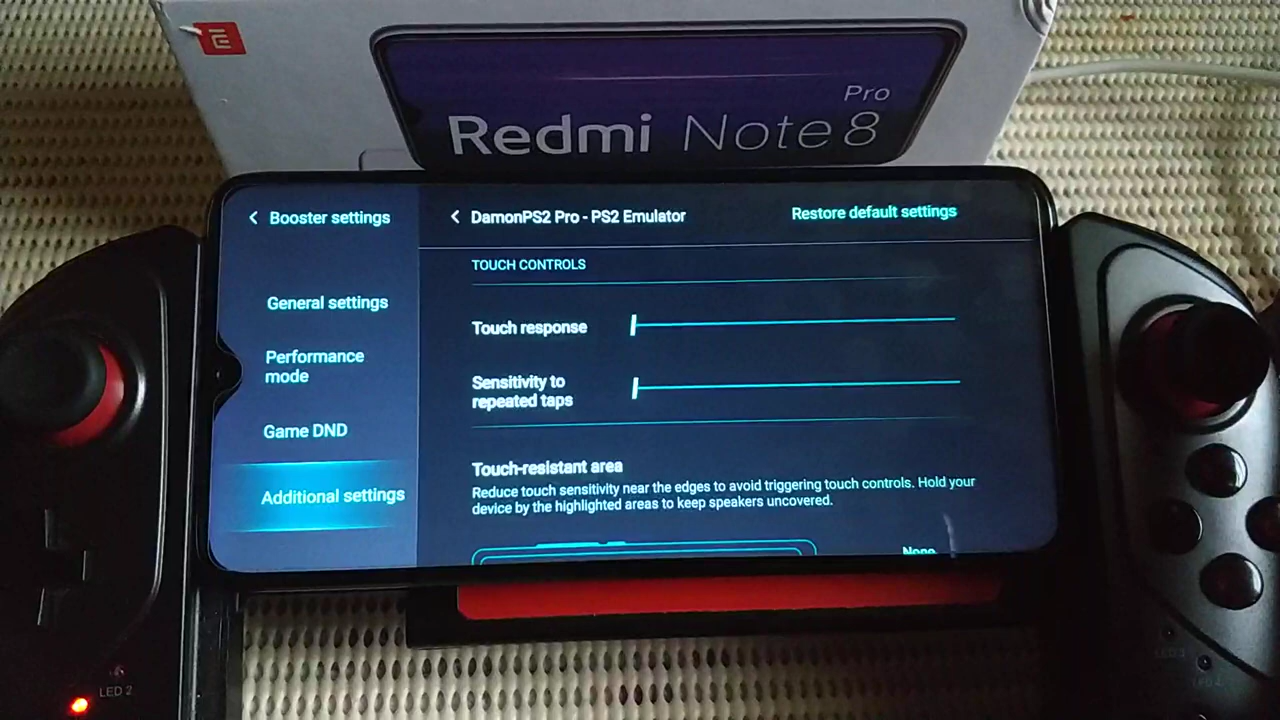 Pro
Redmi Note 8
Booster settings
DamonPS2 Pro - PS2 Emulator
Restore default settings
General settings
Performance
mode
Game DND
Additional settings
TOUCH CONTROLS
Touch response
Sensitivity to
repeated taps
Touch-resistant area
Reduce touch sensitivity near the edges to avoid triggering touch controls. Hold your
device by the highlighted areas to keep speakers uncovered.
None
LED 2